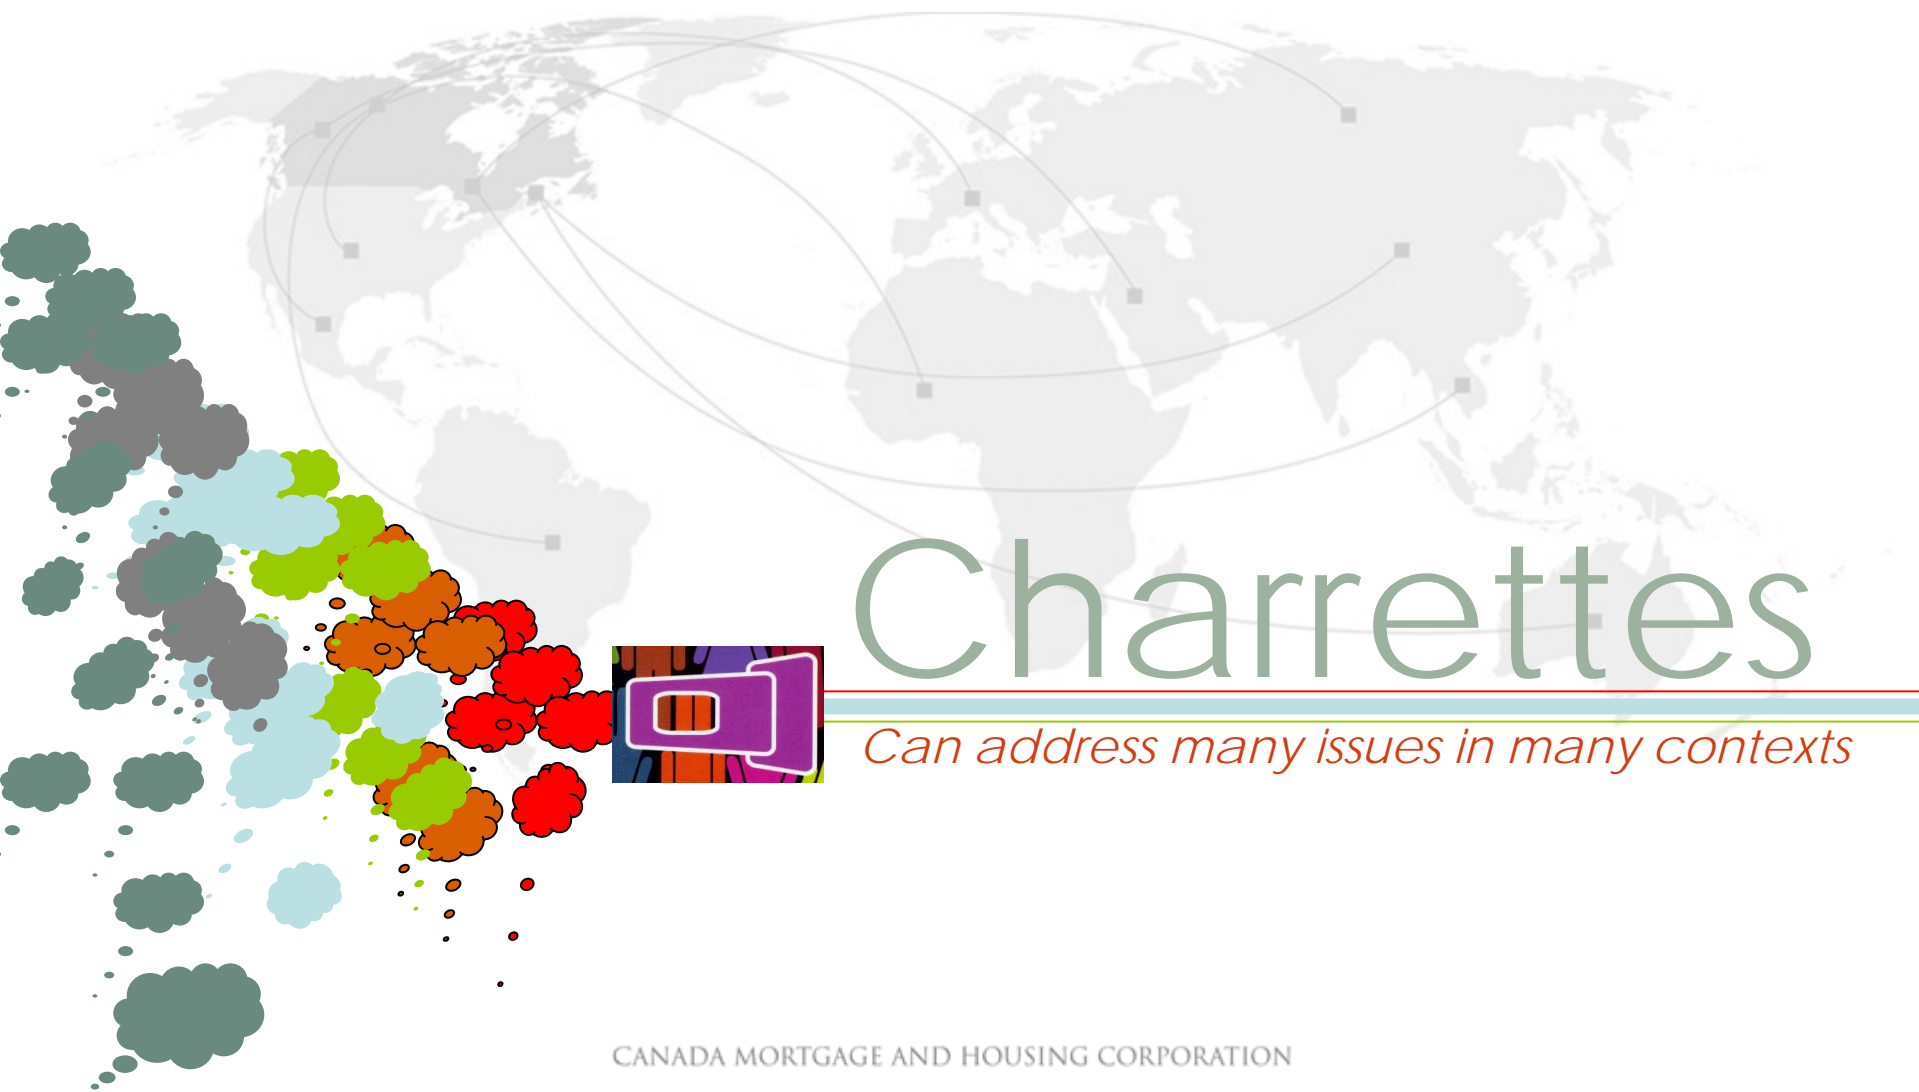 Charrettes
Can address many issues in many contexts
CANADA MORTGAGE AND HOUSING CORPORATION